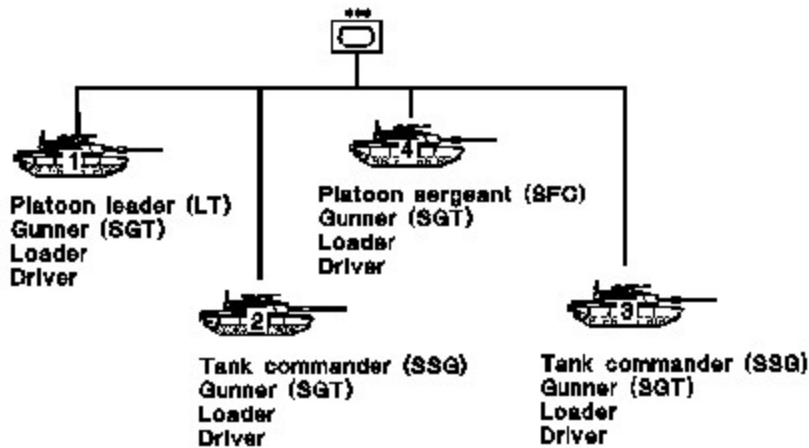 1
Platoon leader (LT)
Gunner (SGT)
Loader
Driver
4
Platoon sergeant (SFC)
Gunner (SGT)
Loader
Driver
2
Tank commander (SSG)
Gunner (SGT)
Loader
Driver
3
Tank commander (SSG)
Gunner (SGT)
Loader
Driver